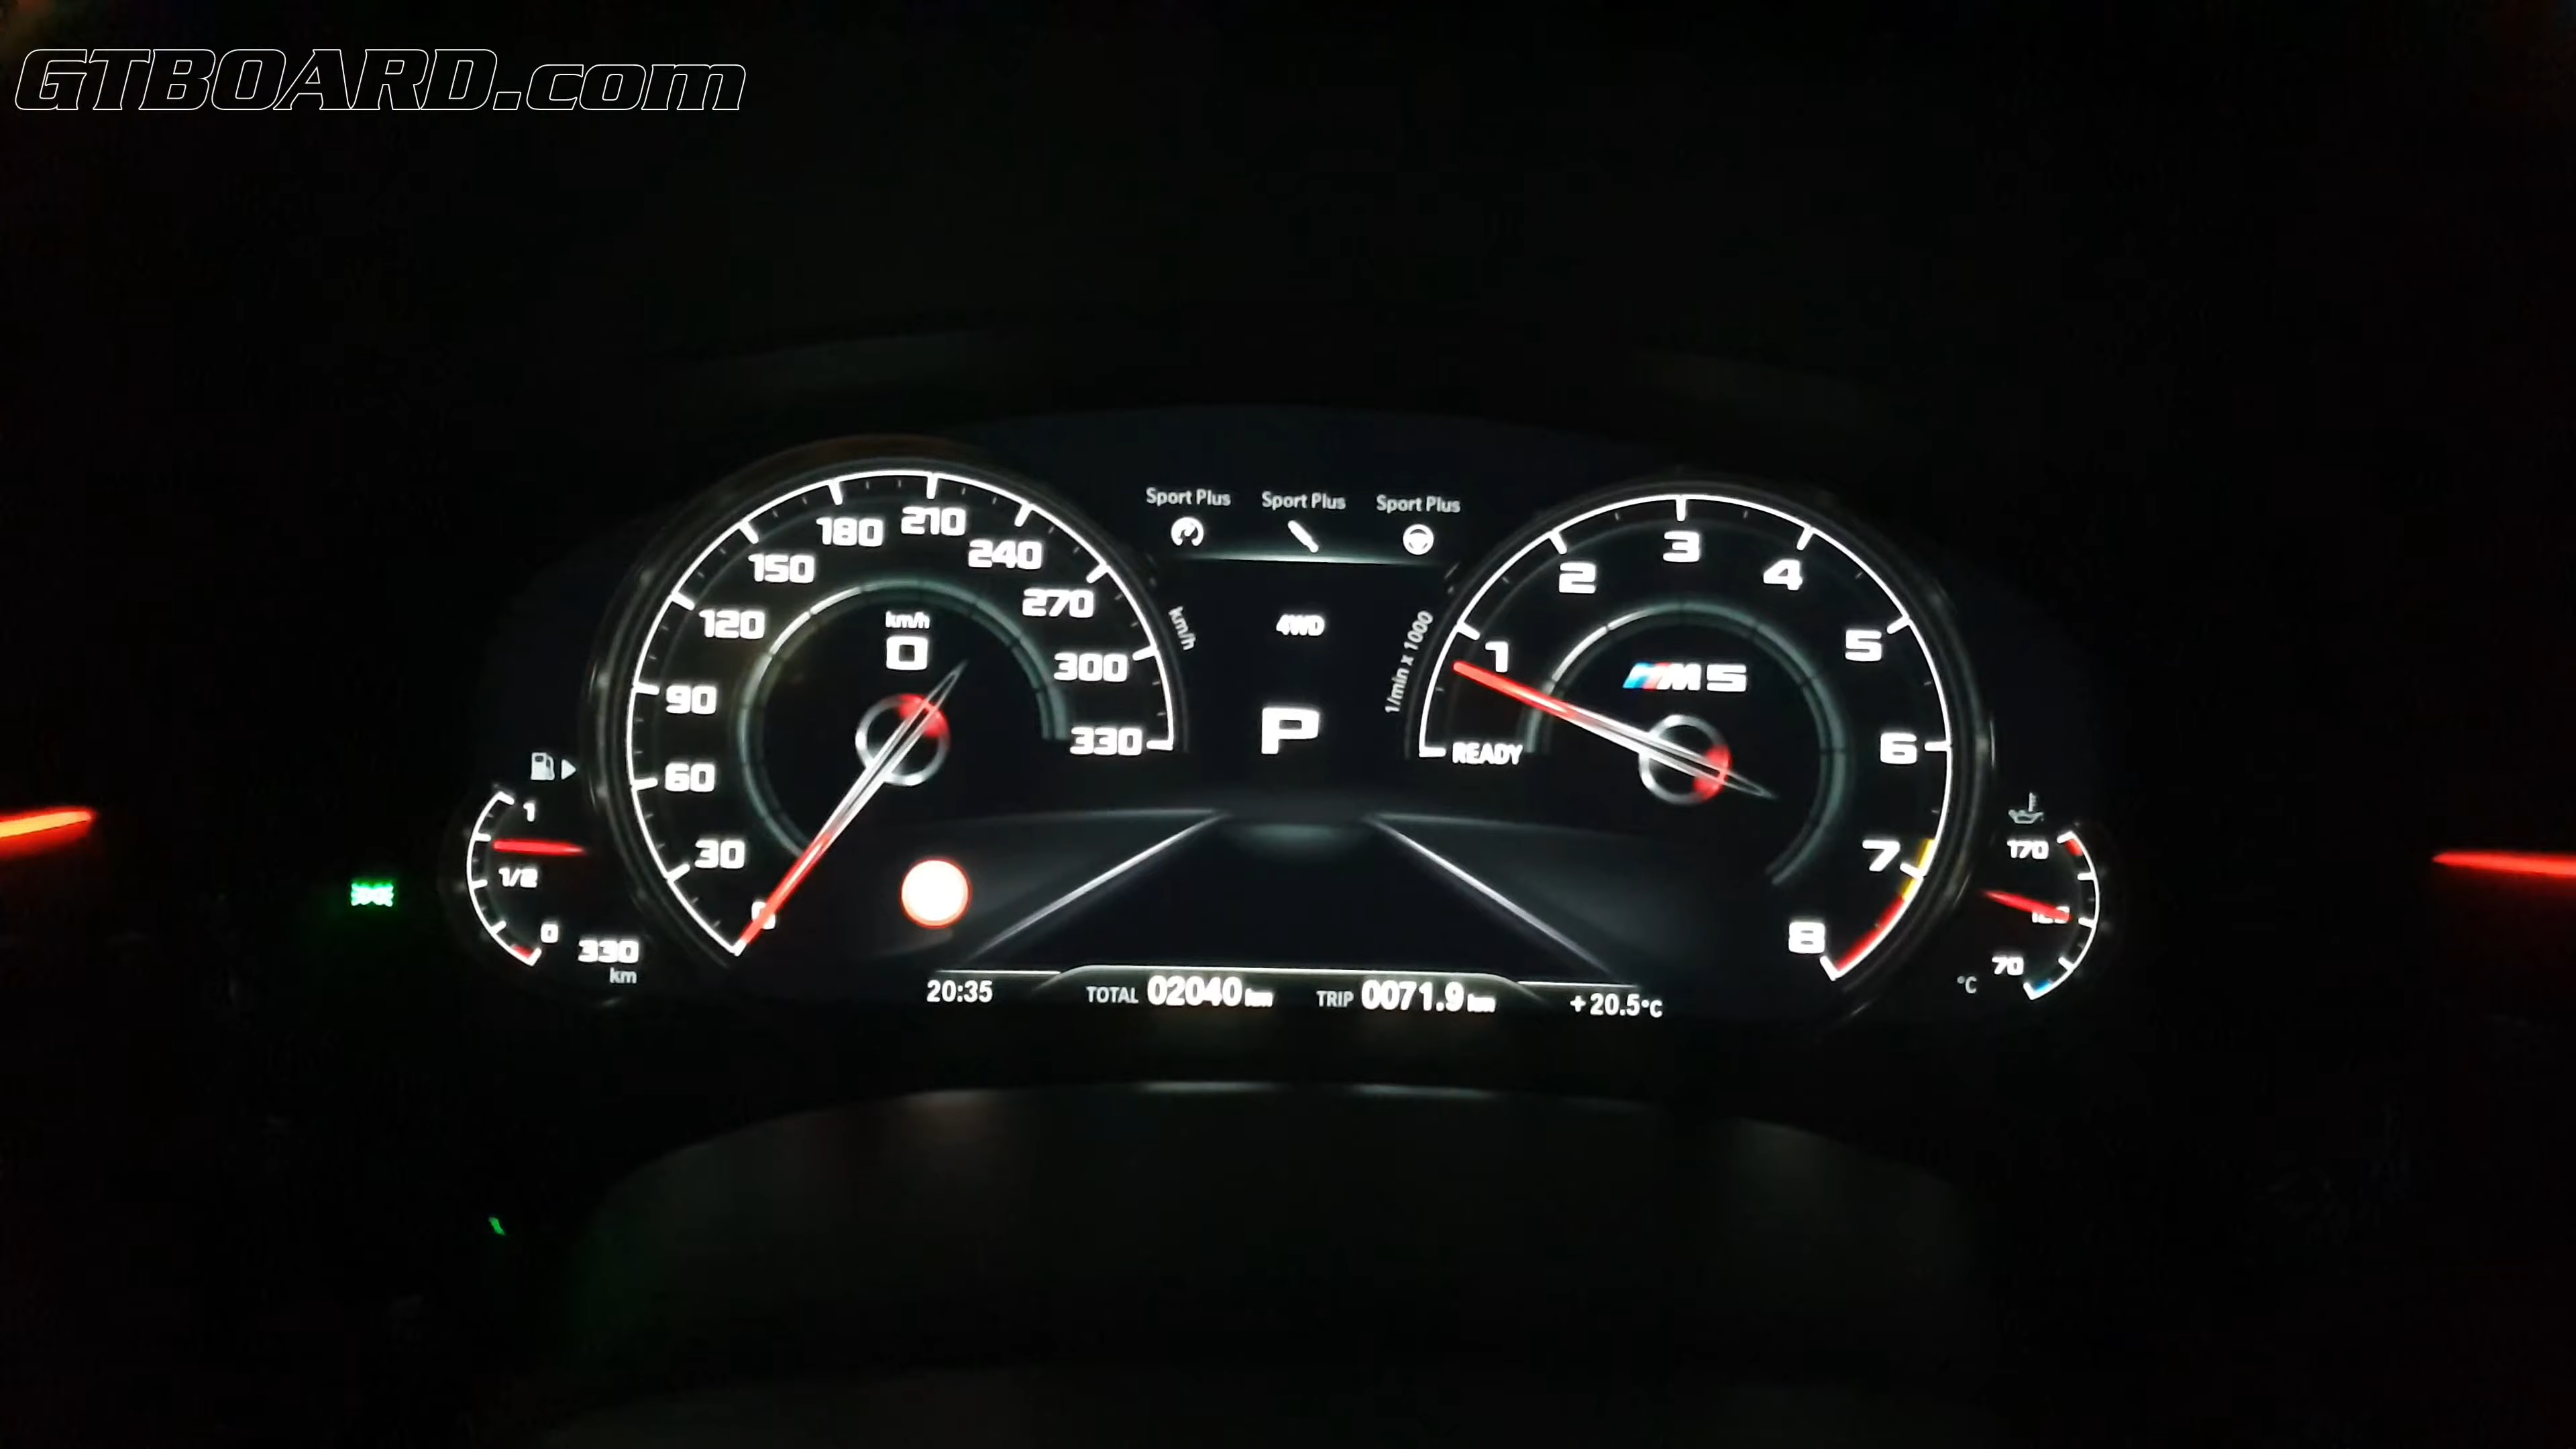 GTBOARD.com
Sport Plus Sport Plus Sport Plus
180 210 240
150 270
120 300
90 330
60
30
0
km/h
0
km/h
4WD
P
1/min x 1000
1 2 3 4 5 6 7 8
M5
READY
1
1/2
0
330
km
170
70
°C
20:35 TOTAL 02040 km TRIP 0071.9 km +20.5°C